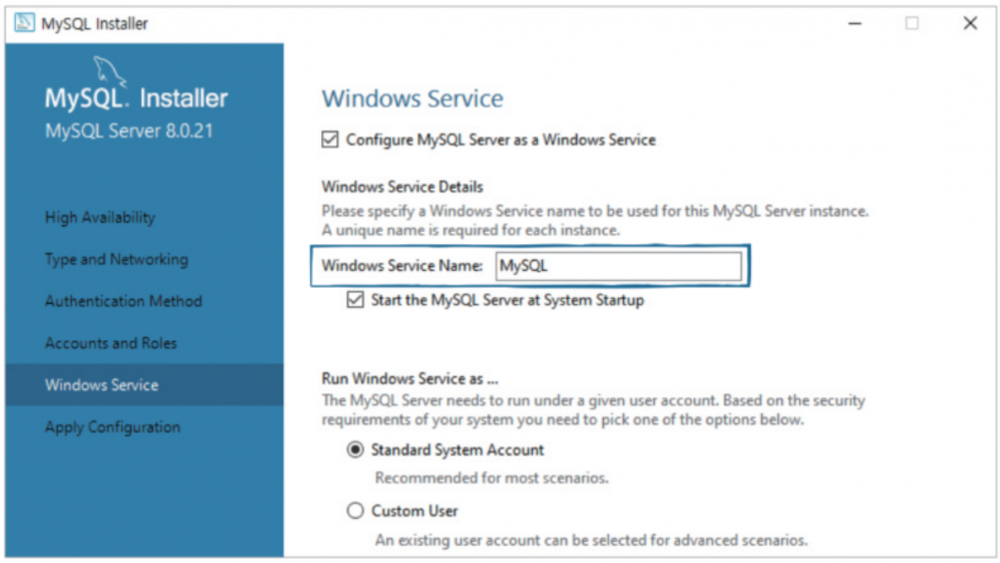 MySQL Installer
MySQL. Installer
MySQL Server 8.0.21
High Availability
Type and Networking
Authentication Method
Accounts and Roles
Windows Service
Apply Configuration
Windows Service
Configure MySQL Server as a Windows Service
Windows Service Details
Please specify a Windows Service name to be used for this MySQL Server instance.
A unique name is required for each instance.
Windows Service Name: MySQL
Start the MySQL Server at System Startup
Run Windows Service as ...
The MySQL Server needs to run under a given user account. Based on the security
requirements of your system you need to pick one of the options below.
Standard System Account
Recommended for most scenarios.
Custom User
An existing user account can be selected for advanced scenarios.